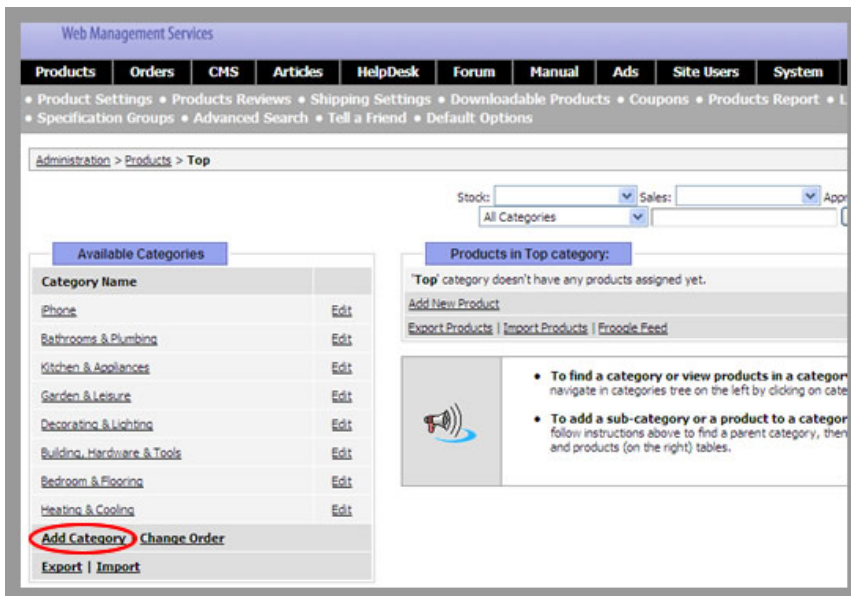 Web Management Services
Products Orders CMS Articles HelpDesk Forum Manual Ads Site Users System
• Product Settings • Products Reviews • Shipping Settings • Downloadable Products • Coupons • Products Report • L
• Specification Groups • Advanced Search • Tell a Friend • Default Options
Administration > Products > Top
Stock: Sales: Appr
All Categories
Available Categories
Category Name
iPhone Edit
Bathrooms & Plumbing Edit
Kitchen & Appliances Edit
Garden & Leisure Edit
Decorating & Lighting Edit
Building, Hardware & Tools Edit
Bedroom & Flooring Edit
Heating & Cooling Edit
Add Category Change Order
Export | Import
Products in Top category:
'Top' category doesn't have any products assigned yet.
Add New Product
Export Products | Import Products | Froogle Feed
• To find a category or view products in a categor
navigate in categories tree on the left by clicking on cate
• To add a sub-category or a product to a categor
follow instructions above to find a parent category, then
and products (on the right) tables.